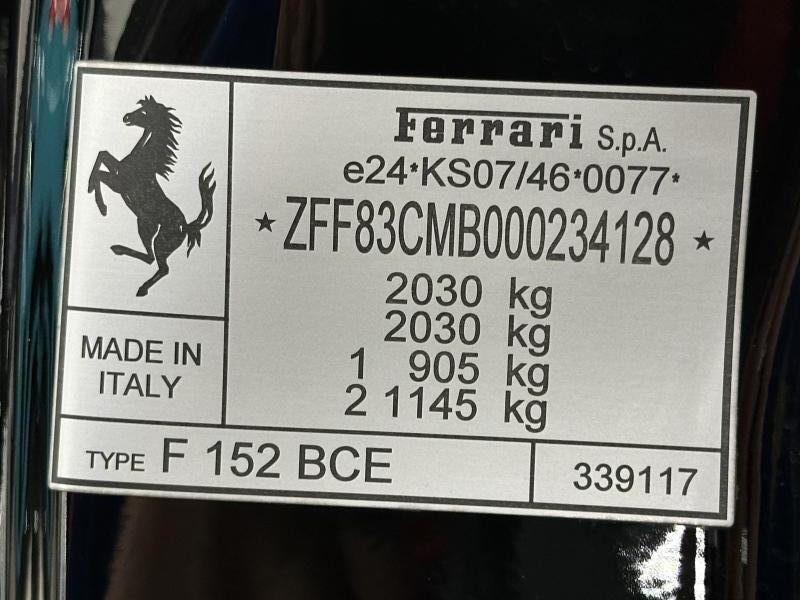 Ferrari S.p.A.
e24*KS07/46*0077*
★ ZFF83CMB000234128 ★
2030 kg
2030 kg
1 905 kg
2 1145 kg
MADE IN
ITALY
TYPE F 152 BCE
339117